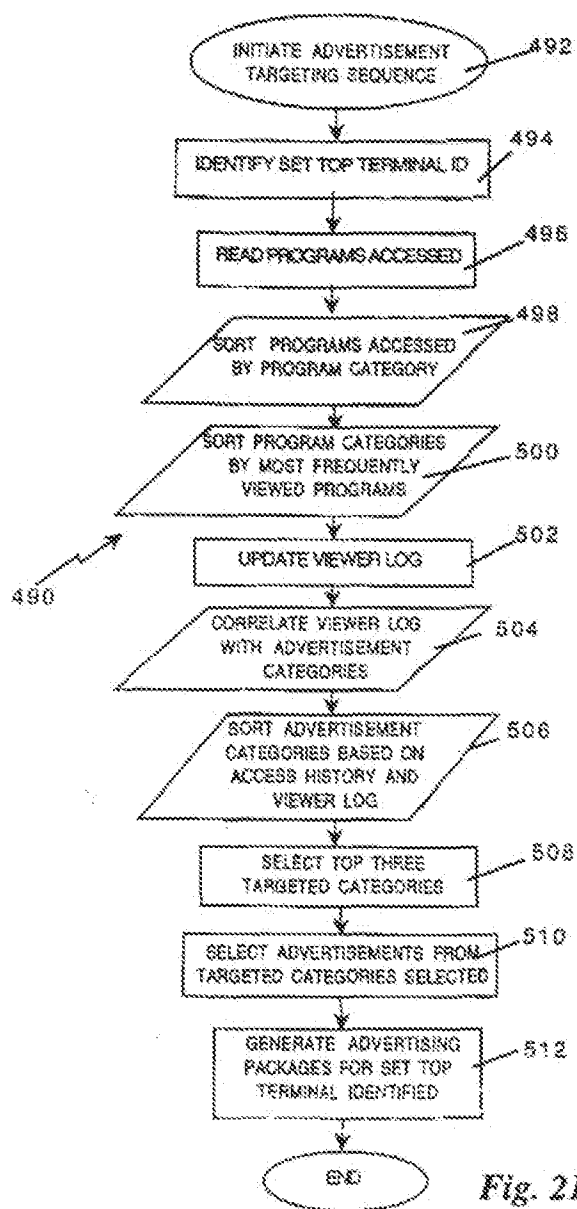 INITIATE ADVERTISEMENT
TARGETING SEQUENCE
492
IDENTIFY SET TOP TERMINAL ID
494
READ PROGRAMS ACCESSED
496
SORT PROGRAMS ACCESSED
BY PROGRAM CATEGORY
498
SORT PROGRAM CATEGORIES
BY MOST FREQUENTLY
VIEWED PROGRAMS
500
490
UPDATE VIEWER LOG
502
CORRELATE VIEWER LOG
WITH ADVERTISEMENT
CATEGORIES
504
SORT ADVERTISEMENT
CATEGORIES BASED ON
ACCESS HISTORY AND
VIEWER LOG
506
SELECT TOP THREE
TARGETED CATEGORIES
508
SELECT ADVERTISEMENTS FROM
TARGETED CATEGORIES SELECTED
510
GENERATE ADVERTISING
PACKAGES FOR SET TOP
TERMINAL IDENTIFIED
512
END
Fig.